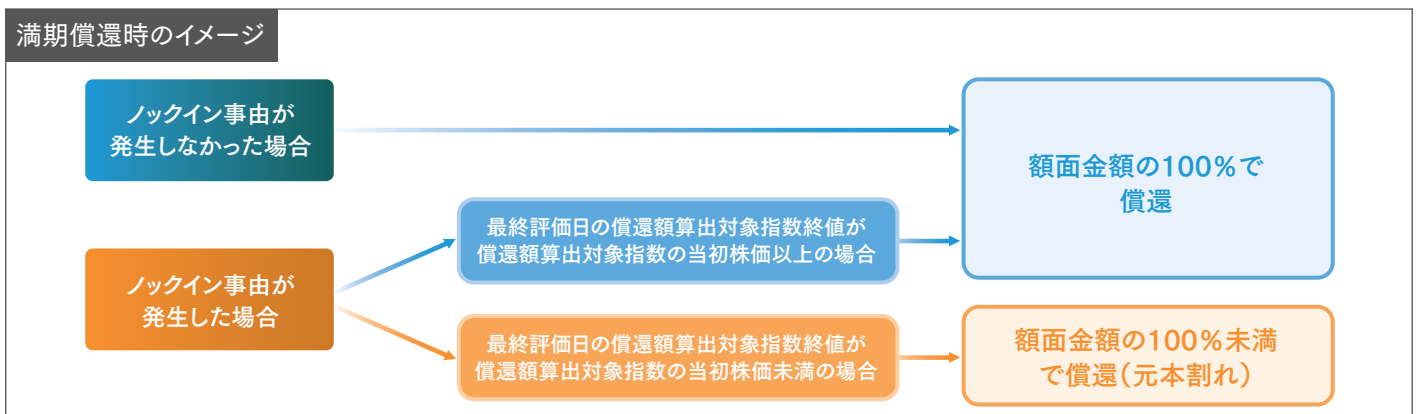 満期償還時のイメージ
ノックイン事由が
発生しなかった場合
額面金額の100％で
償還
最終評価日の償還額算出対象指数終値が
償還額算出対象指数の当初株価以上の場合
ノックイン事由が
発生した場合
最終評価日の償還額算出対象指数終値が
償還額算出対象指数の当初株価未満の場合
額面金額の100％未満
で償還（元本割れ）